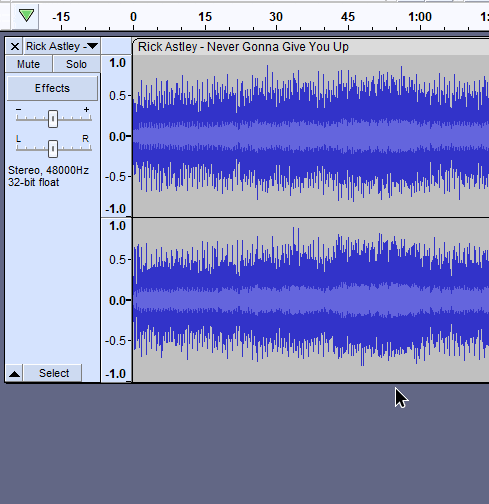 -15 0 15 30 45 1:00 1:
Rick Astley - Rick Astley - Never Gonna Give You Up
Mute Solo
Effects
- +
L R
Stereo, 48000Hz
32-bit float
1.0
0.5
0.0
-0.5
-1.0
1.0
0.5
0.0
-0.5
-1.0
Select